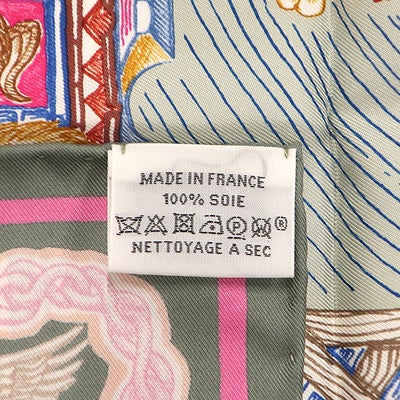 MADE IN FRANCE
100% SOIE
®
NETTOYAGE A SEC